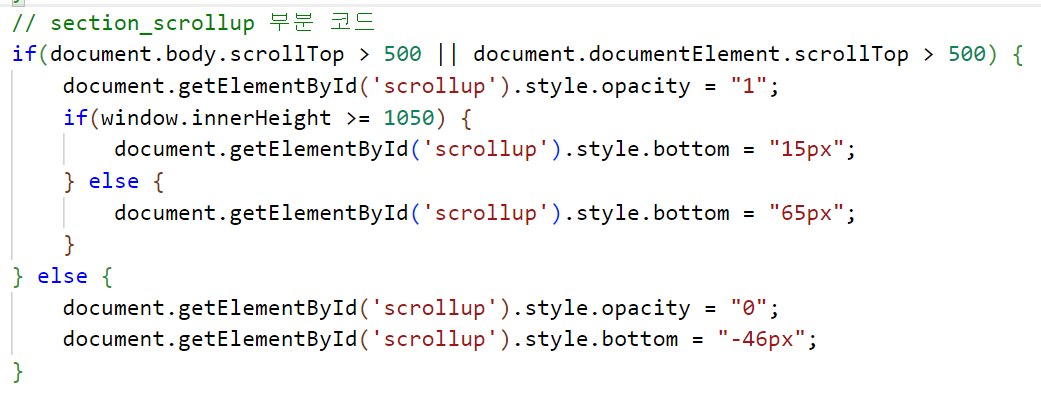 // section_scrollup 부분 코드
if(document.body.scrollTop > 500 || document.documentElement.scrollTop > 500) {
    document.getElementById('scrollup').style.opacity = "1";
    if(window.innerHeight >= 1050) {
        document.getElementById('scrollup').style.bottom = "15px";
    } else {
        document.getElementById('scrollup').style.bottom = "65px";
    }
} else {
    document.getElementById('scrollup').style.opacity = "0";
    document.getElementById('scrollup').style.bottom = "-46px";
}